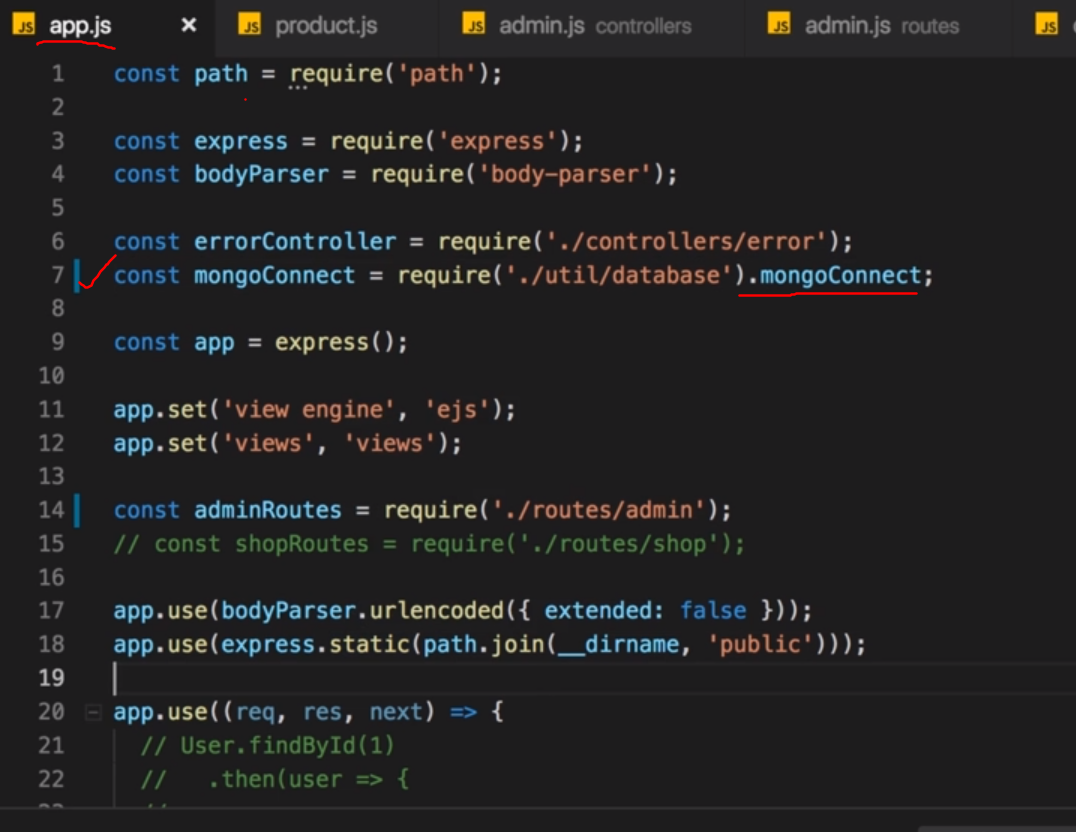 JS app.js × JS product.js JS admin.js controllers JS admin.js routes JS
1 const path = require('path');
2
3 const express = require('express');
4 const bodyParser = require('body-parser');
5
6 const errorController = require('./controllers/error');
7 const mongoConnect = require('./util/database').mongoConnect;
8
9 const app = express();
10
11 app.set('view engine', 'ejs');
12 app.set('views', 'views');
13
14 const adminRoutes = require('./routes/admin');
15 // const shopRoutes = require('./routes/shop');
16
17 app.use(bodyParser.urlencoded({ extended: false }));
18 app.use(express.static(path.join(__dirname, 'public')));
19
20 app.use((req, res, next) => {
21 // User.findById(1)
22 //   .then(user => {